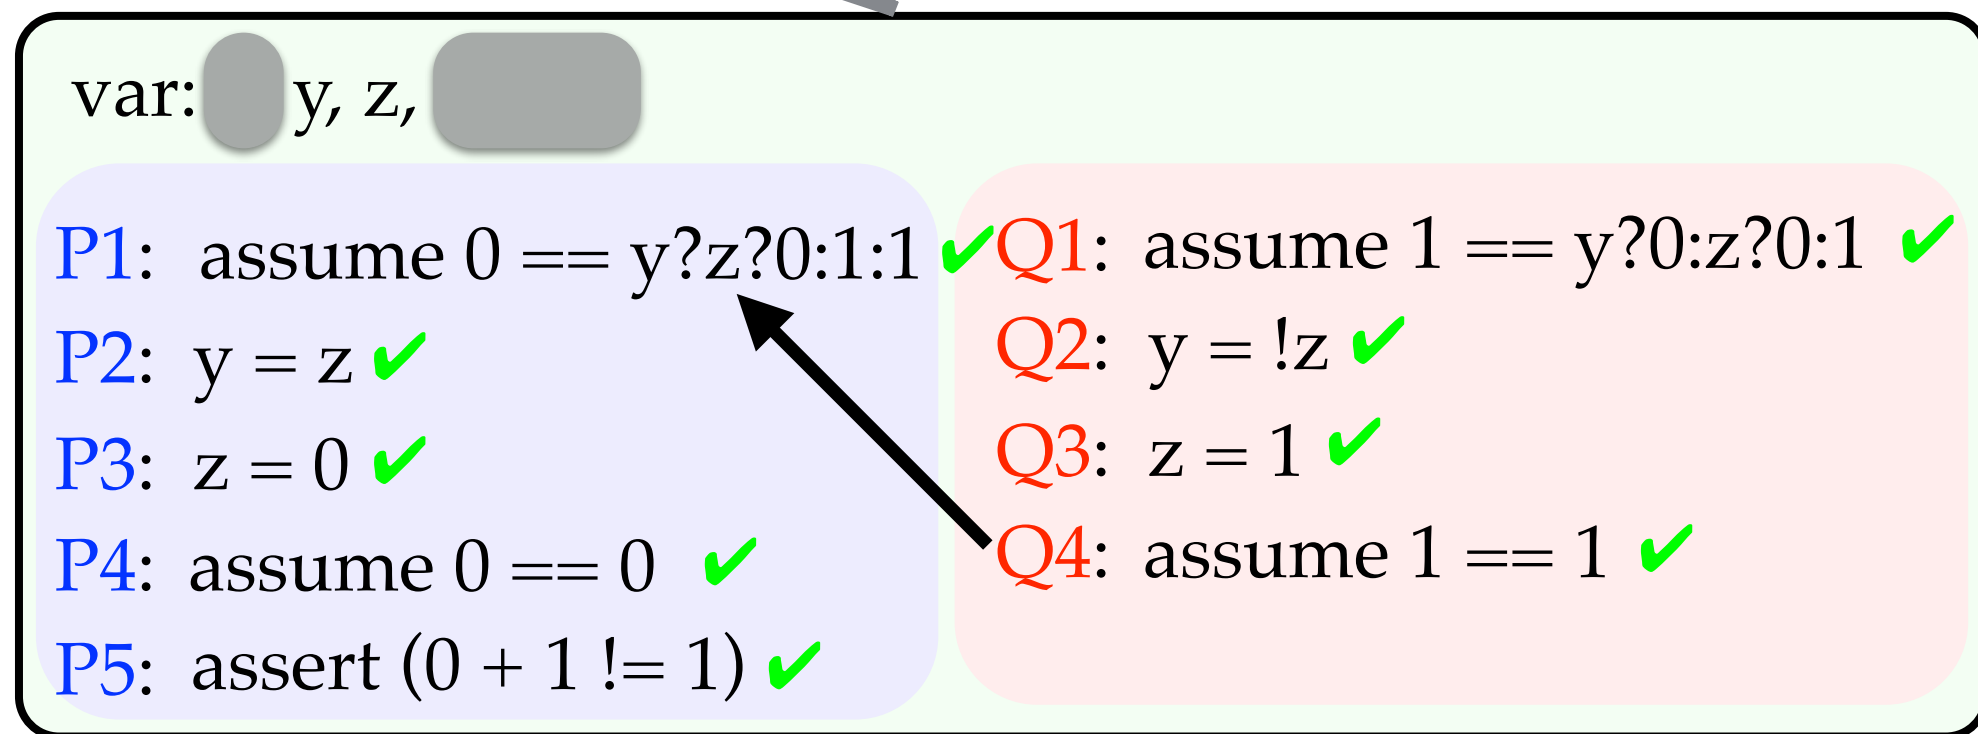 var: y, z,
P1: assume 0 == y?z?0:1:1 ✔
P2: y = z ✔
P3: z = 0 ✔
P4: assume 0 == 0 ✔
P5: assert (0 + 1 != 1) ✔
Q1: assume 1 == y?0:z?0:1 ✔
Q2: y = !z ✔
Q3: z = 1 ✔
Q4: assume 1 == 1 ✔